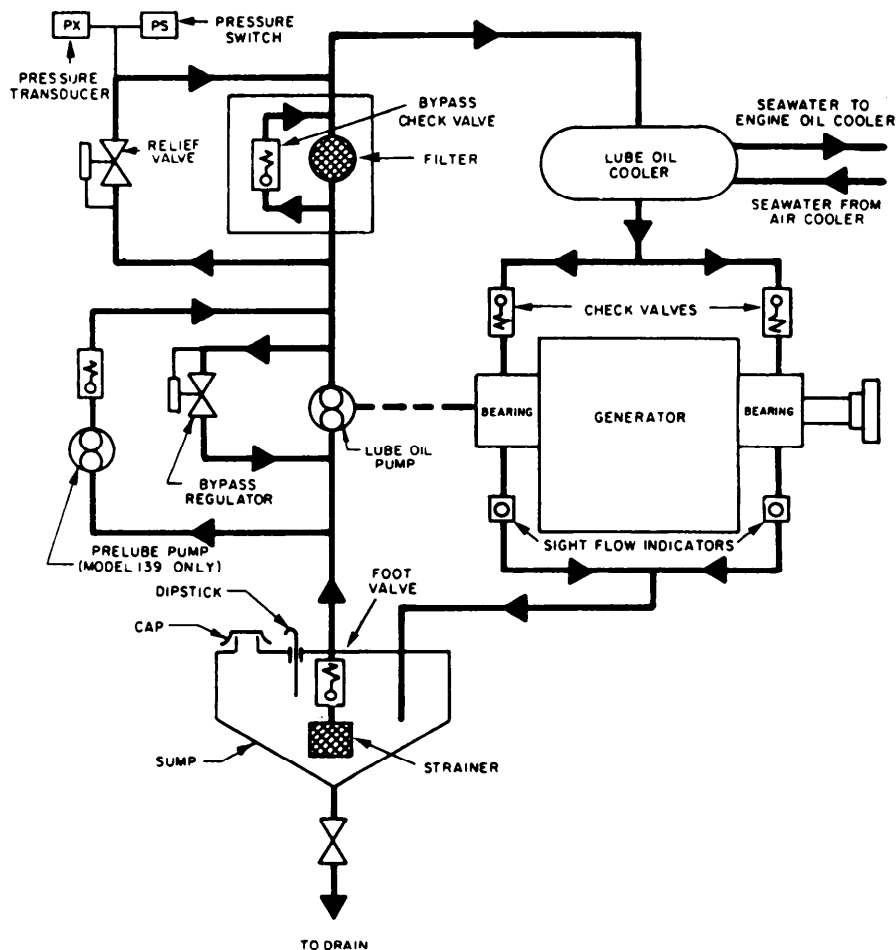 PX
PS
PRESSURE
SWITCH
PRESSURE
TRANSDUCER
RELIEF
VALVE
BYPASS
CHECK VALVE
FILTER
LUBE OIL
COOLER
SEAWATER TO
ENGINE OIL COOLER
SEAWATER FROM
AIR COOLER
CHECK VALVES
BEARING
GENERATOR
BEARING
LUBE OIL
PUMP
BYPASS
REGULATOR
PRELUBE PUMP
(MODEL 139 ONLY)
SIGHT FLOW INDICATORS
FOOT
VALVE
DIPSTICK
CAP
SUMP
STRAINER
TO DRAIN